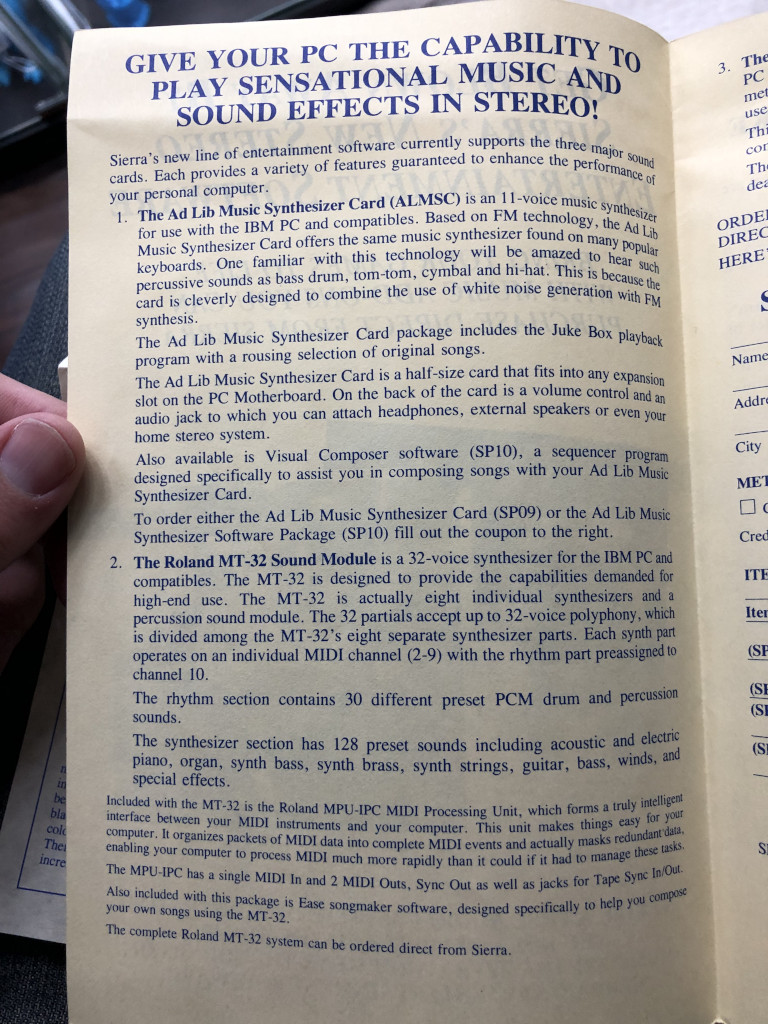 GIVE YOUR PC THE CAPABILITY TO
PLAY SENSATIONAL MUSIC AND
SOUND EFFECTS IN STEREO!
Sierra's new line of entertainment software currently supports the three major sound
cards. Each provides a variety of features guaranteed to enhance the performance of
your personal computer.
1. The Ad Lib Music Synthesizer Card (ALMSC) is an 11-voice music synthesizer
for use with the IBM PC and compatibles. Based on FM technology, the Ad Lib
Music Synthesizer Card offers the same music synthesizer found on many popular
keyboards. One familiar with this technology will be amazed to hear such
percussive sounds as bass drum, tom-tom, cymbal and hi-hat. This is because the
card is cleverly designed to combine the use of white noise generation with FM
synthesis.
The Ad Lib Music Synthesizer Card package includes the Juke Box playback
program with a rousing selection of original songs.
The Ad Lib Music Synthesizer Card is a half-size card that fits into any expansion
slot on the PC Motherboard. On the back of the card is a volume control and an
audio jack to which you can attach headphones, external speakers or even your
home stereo system.
Also available is Visual Composer software (SP10), a sequencer program
designed specifically to assist you in composing songs with your Ad Lib Music
Synthesizer Card.
To order either the Ad Lib Music Synthesizer Card (SP09) or the Ad Lib Music
Synthesizer Software Package (SP10) fill out the coupon to the right.
2. The Roland MT-32 Sound Module is a 32-voice synthesizer for the IBM PC and
compatibles. The MT-32 is designed to provide the capabilities demanded for
high-end use. The MT-32 is actually eight individual synthesizers and a
percussion sound module. The 32 partials accept up to 32-voice polyphony, which
is divided among the MT-32's eight separate synthesizer parts. Each synth part
operates on an individual MIDI channel (2-9) with the rhythm part preassigned to
channel 10.
The rhythm section contains 30 different preset PCM drum and percussion
sounds.
The synthesizer section has 128 preset sounds including acoustic and electric
piano, organ, synth bass, synth brass, synth strings, guitar, bass, winds, and
special effects.
Included with the MT-32 is the Roland MPU-IPC MIDI Processing Unit, which forms a truly intelligent
interface between your MIDI instruments and your computer. This unit makes things easy for your
computer. It organizes packets of MIDI data into complete MIDI events and actually masks redundant data,
enabling your computer to process MIDI much more rapidly than it could if it had to manage these tasks.
The MPU-IPC has a single MIDI In and 2 MIDI Outs, Sync Out as well as jacks for Tape Sync In/Out.
Also included with this package is Ease songmaker software, designed specifically to help you compose
your own songs using the MT-32.
The complete Roland MT-32 system can be ordered direct from Sierra.
3. The
PC
met
use
Thi
con
The
dea
ORDE
DIREC
HERE'
S
Name
Addre
City
MET
Cred
ITE
Item
(SP
(SI
(SI
(SI